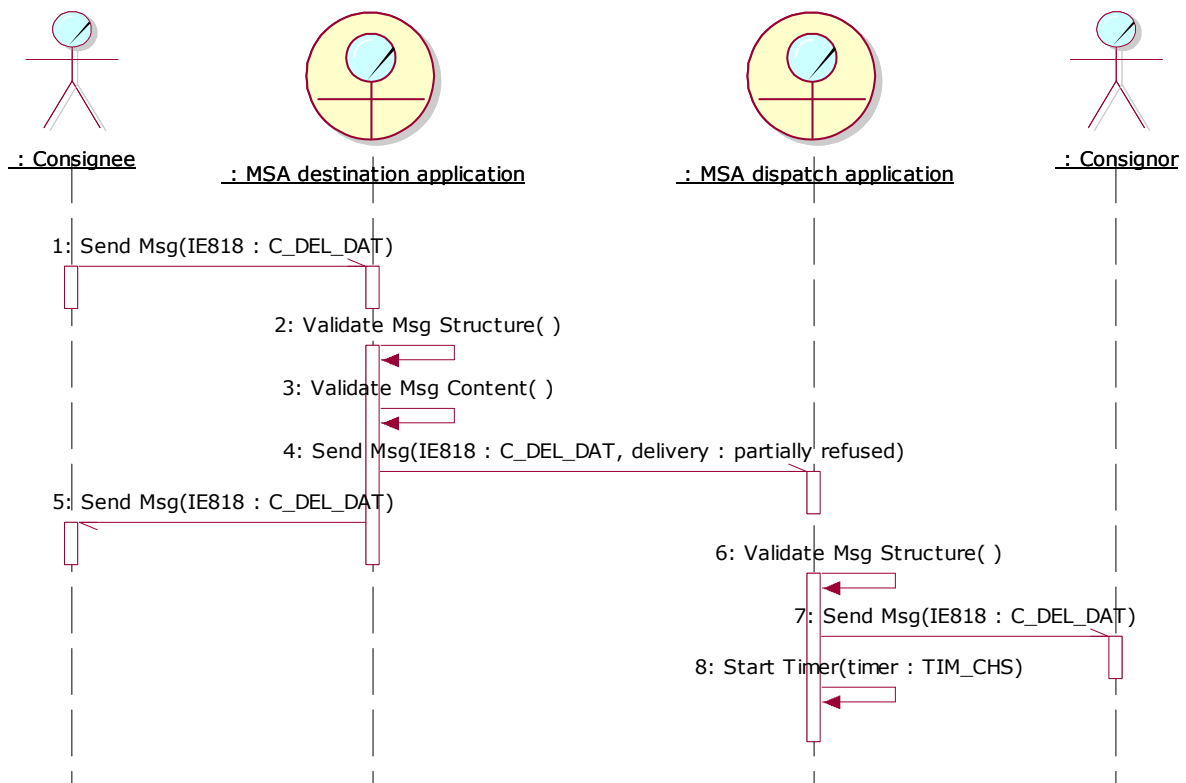 : Consignee
: MSA destination application
: MSA dispatch application
: Consignor
1: Send Msg(IE818 : C_DEL_DAT)
2: Validate Msg Structure( )
3: Validate Msg Content( )
4: Send Msg(IE818 : C_DEL_DAT, delivery : partially refused)
5: Send Msg(IE818 : C_DEL_DAT)
6: Validate Msg Structure( )
7: Send Msg(IE818 : C_DEL_DAT)
8: Start Timer(timer : TIM_CHS)